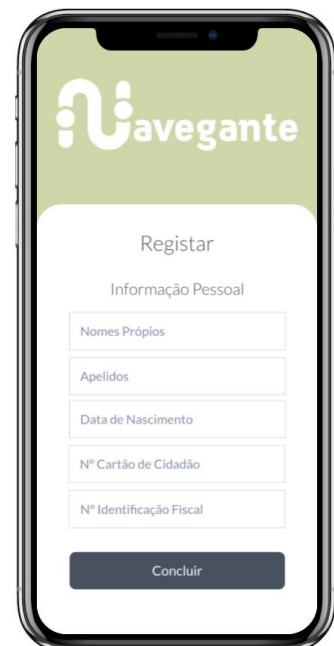 Navegante
Registar
Informação Pessoal
Nomes Própios
Apelidos
Data de Nascimento
Nº Cartão de Cidadão
Nº Identificação Fiscal
Concluir